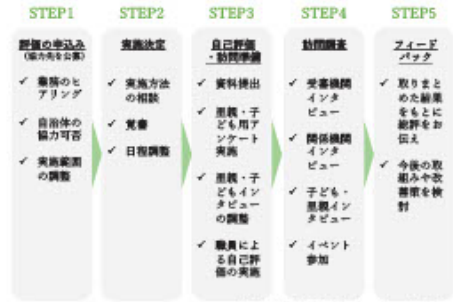 STEP1
評価の申込み
(協力先を公募)
✓ 業務のヒ
アリング
✓ 自治体の
協力可否
✓ 実施範囲
の調整
STEP2
実施決定
✓ 実施方法
の相談
✓ 覚書
✓ 日程調整
STEP3
自己評価
・訪問準備
✓ 資料提出
✓ 里親・子
ども用ア
ンケート
実施
✓ 里親・子
どもイン
タビュー
の調整
✓ 職員によ
る自己評
価の実施
STEP4
訪問調査
✓ 受審機関
インタ
ビュー
✓ 関係機関
インタ
ビュー
✓ 子ども・
里親イン
タビュー
✓ イベント
参加
STEP5
フィード
バック
✓ 取りまと
めた結果
をもとに
総評をお
伝え
✓ 今後の取
組みや改
善策を検
討